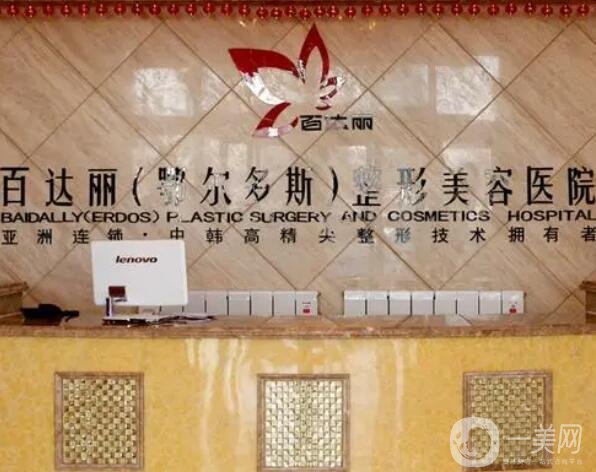 百达丽
百达丽(鄂尔多斯)整形美容医院
BAIDALLY(ERDOS) PLASTIC SURGERY AND COSMETICS HOSPITAL
亚洲连锁·中韩高精尖整形技术拥有者
lenovo
一美网